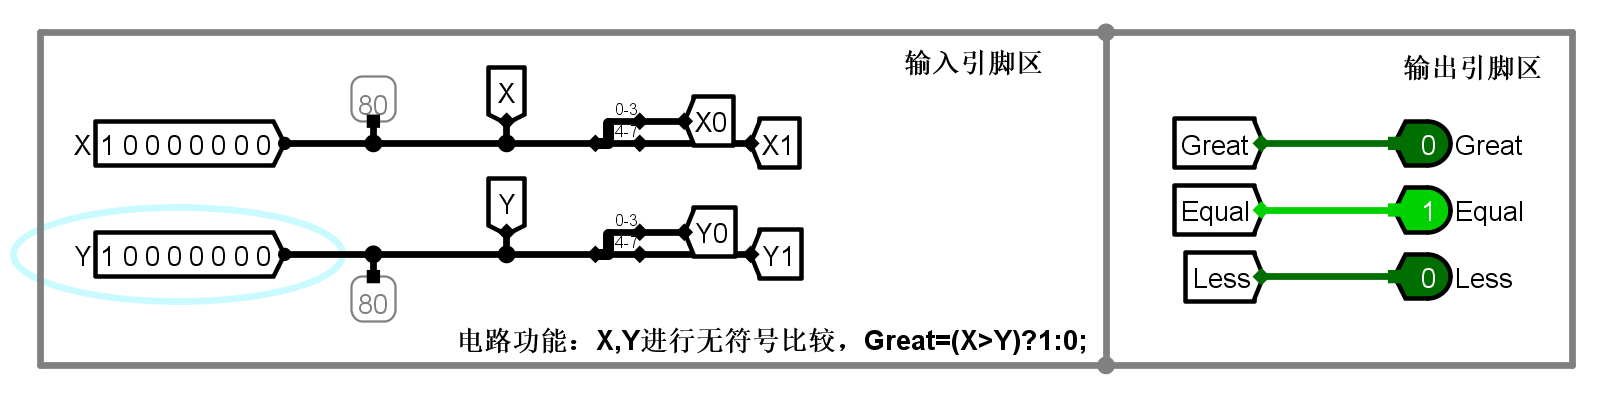 输入引脚区
输出引脚区
80
X
0-3
X0
4-7
X 1 0 0 0 0 0 0 0
X1
Y
0-3
Y0
4-7
Y 1 0 0 0 0 0 0 0
Y1
80
Great 0 Great
Equal 1 Equal
Less 0 Less
电路功能：X,Y进行无符号比较，Great=(X>Y)?1:0;